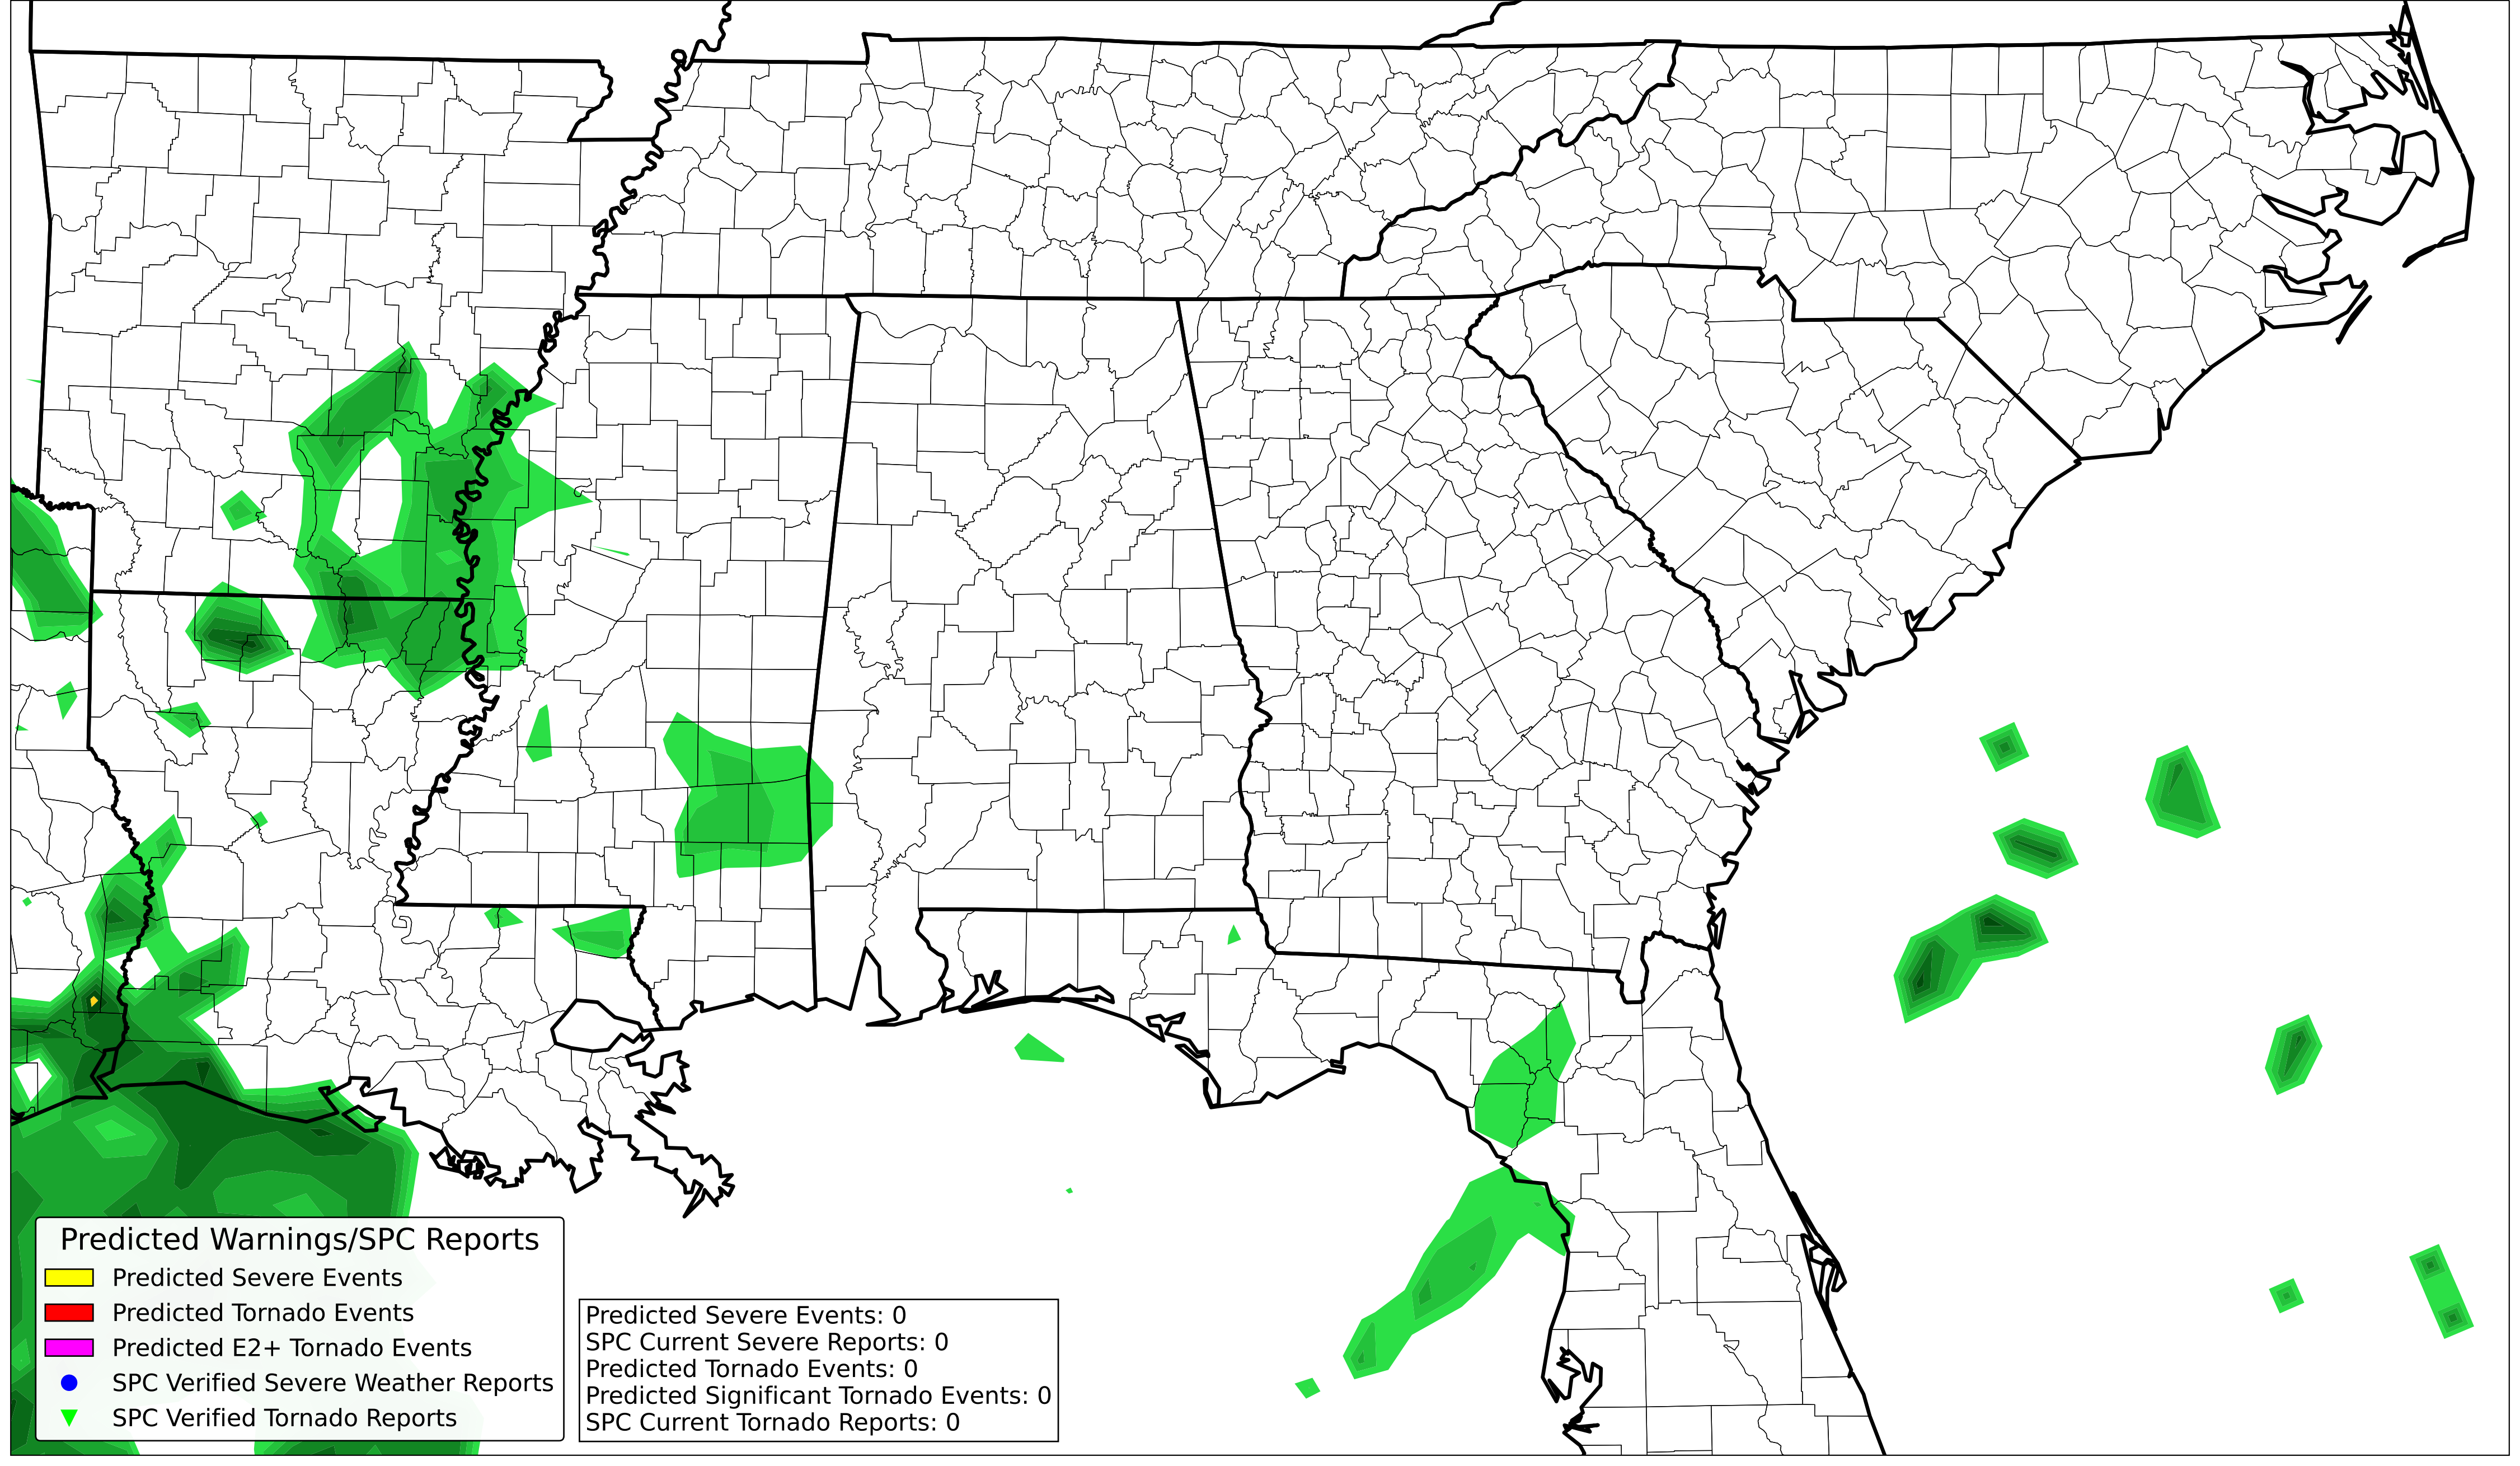 Predicted Warnings/SPC Reports
Predicted Severe Events
Predicted Tornado Events
Predicted E2+ Tornado Events
SPC Verified Severe Weather Reports
SPC Verified Tornado Reports
Predicted Severe Events: 0
SPC Current Severe Reports: 0
Predicted Tornado Events: 0
Predicted Significant Tornado Events: 0
SPC Current Tornado Reports: 0